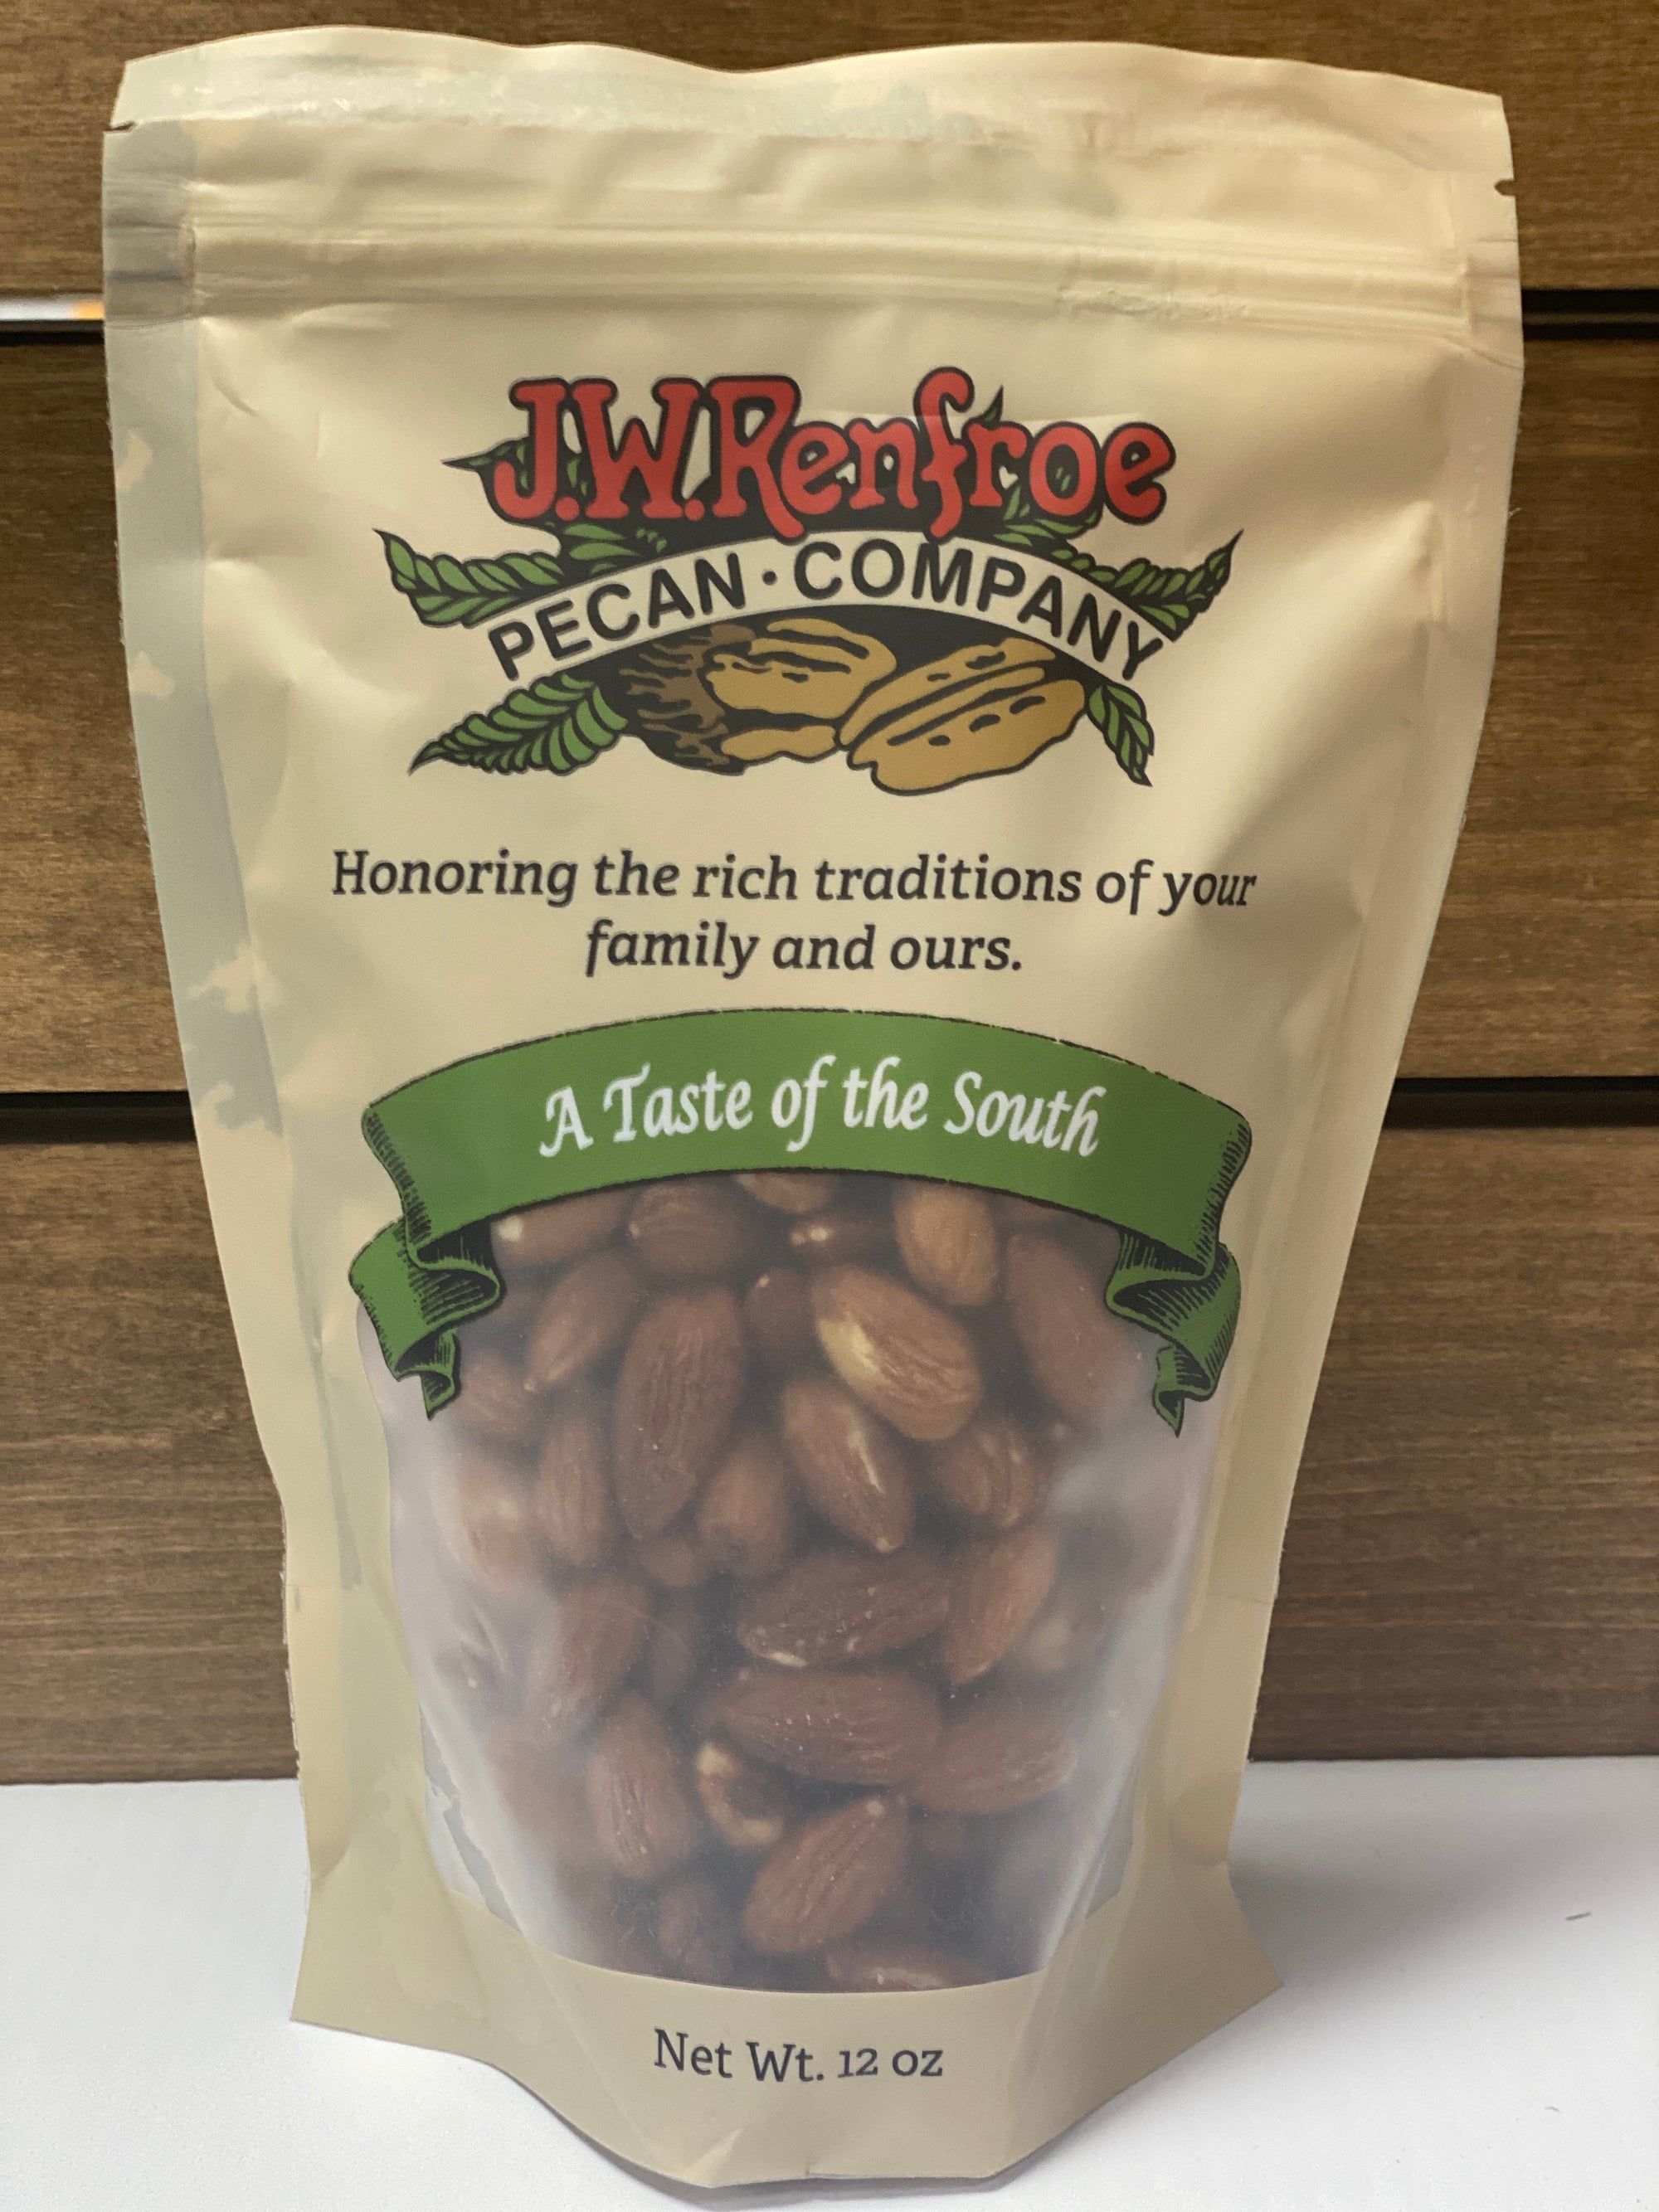 J.W.Renfroe
PECAN·COMPANY
Honoring the rich traditions of your
family and ours.
A Taste of the South
Net Wt. 12 oz